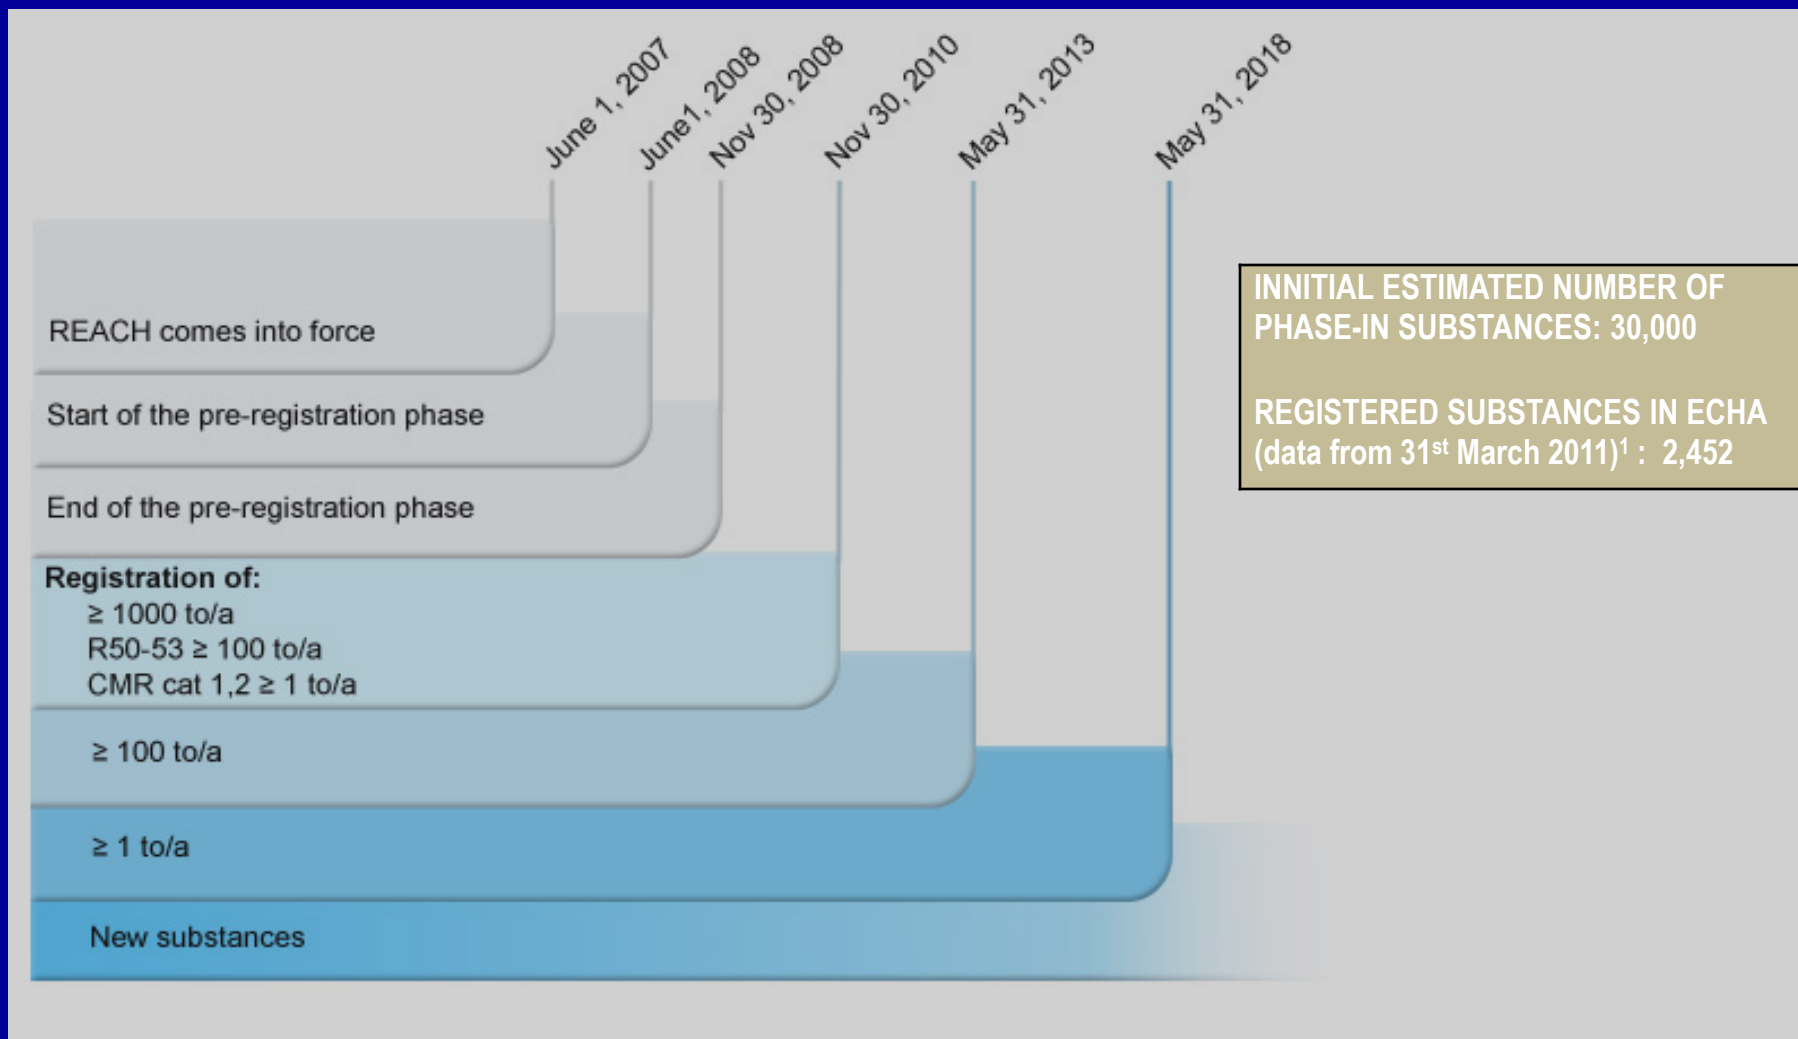 June 1, 2007
June1, 2008
Nov 30, 2008
Nov 30, 2010
May 31, 2013
May 31, 2018
REACH comes into force
Start of the pre-registration phase
End of the pre-registration phase
Registration of:
≥ 1000 to/a
R50-53 ≥ 100 to/a
CMR cat 1,2 ≥ 1 to/a
≥ 100 to/a
≥ 1 to/a
New substances
INNITIAL ESTIMATED NUMBER OF
PHASE-IN SUBSTANCES: 30,000
REGISTERED SUBSTANCES IN ECHA
(data from 31st March 2011)1 : 2,452